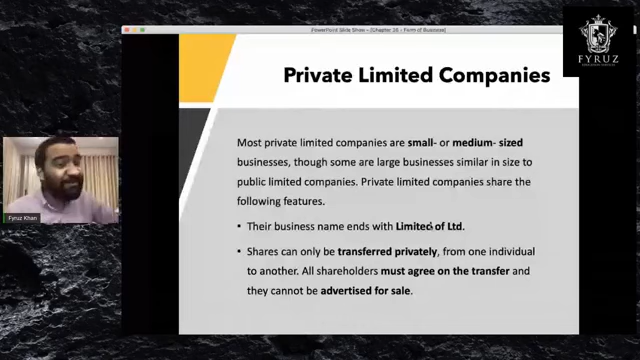 PowerPoint Slide Show – [Chapter 28 - Form of Business]
FYRUZ
Private Limited Companies
Most private limited companies are small- or medium- sized
businesses, though some are large businesses similar in size to
public limited companies. Private limited companies share the
following features.
• Their business name ends with Limited of Ltd.
• Shares can only be transferred privately, from one individual
to another. All shareholders must agree on the transfer and
they cannot be advertised for sale.
Fyruz Khan